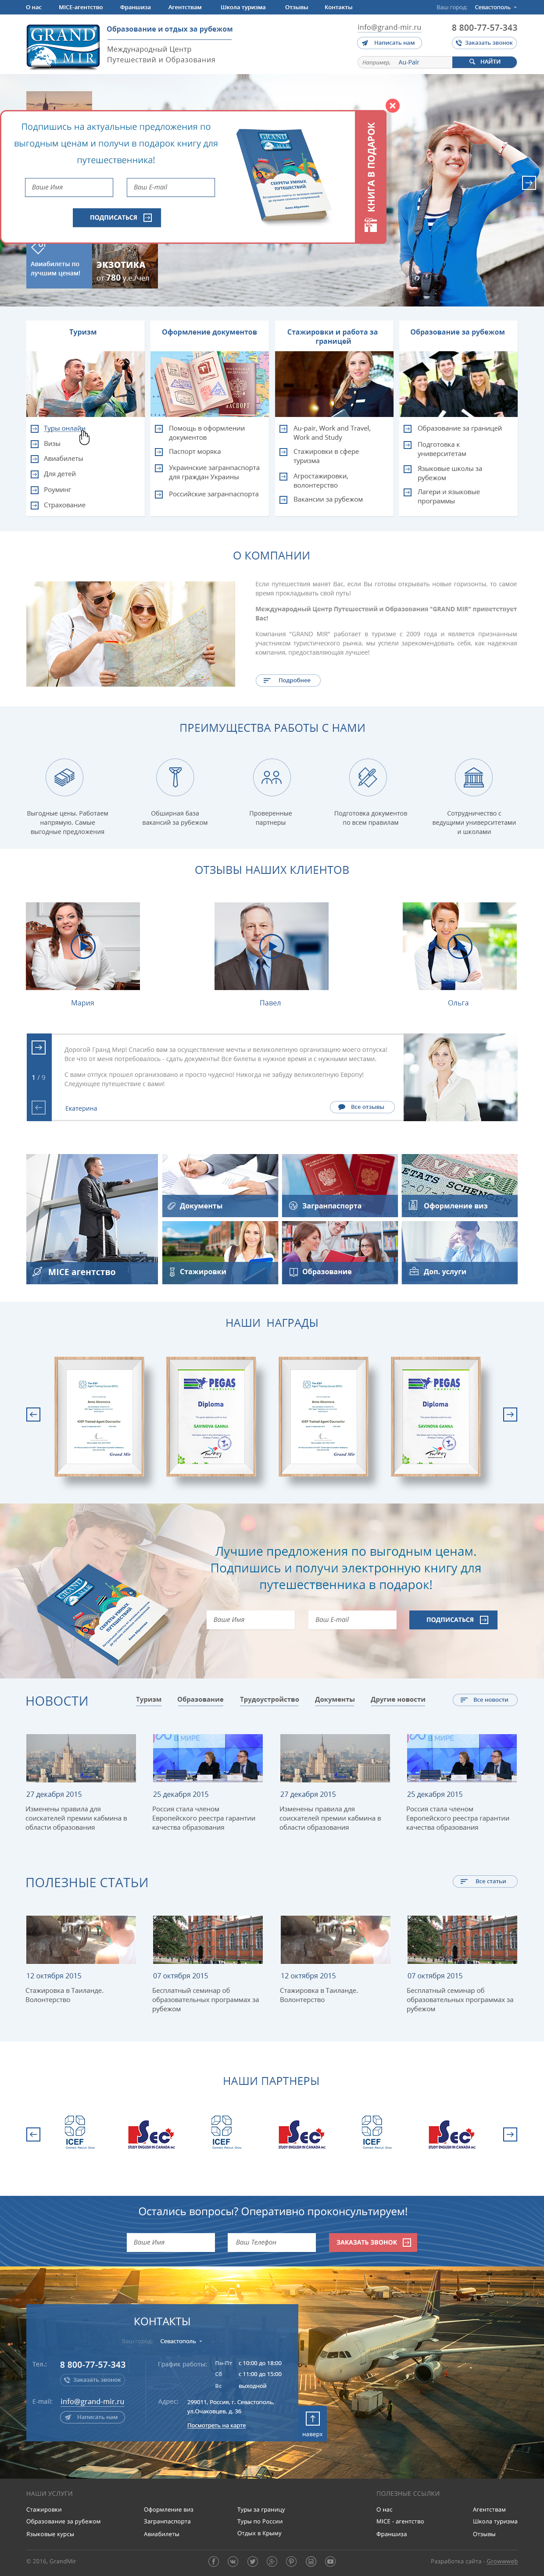 О нас MICE-агентство Франшиза Агентствам Школа туризма Отзывы Контакты Ваш город: Севастополь
GRAND MIR
Образование и отдых за рубежом
Международный Центр
Путешествий и Образования
info@grand-mir.ru 8 800-77-57-343
Написать нам Заказать звонок
Например, Au-Pair НАЙТИ
Подпишись на актуальные предложения по
выгодным ценам и получи в подарок книгу для
путешественника!
Ваше Имя Ваш E-mail
ПОДПИСАТЬСЯ
КНИГА В ПОДАРОК
Авиабилеты по
лучшим ценам!
ЭКЗОТИКА
от 780 у.е./чел
Туризм
Туры онлайн
Визы
Авиабилеты
Для детей
Роуминг
Страхование
Оформление документов
Помощь в оформлении
документов
Паспорт моряка
Украинские загранпаспорта
для граждан Украины
Российские загранпаспорта
Стажировки и работа за
границей
Au-pair, Work and Travel,
Work and Study
Стажировки в сфере
туризма
Агростажировки,
волонтерство
Вакансии за рубежом
Образование за рубежом
Образование за границей
Подготовка к
университетам
Языковые школы за
рубежом
Лагери и языковые
программы
О КОМПАНИИ
Если путешествия манят Вас, если Вы готовы открывать новые горизонты, то самое
время прокладывать свой путь!
Международный Центр Путешествий и Образования "GRAND MIR" приветствует
Вас!
Компания "GRAND MIR" работает в туризме с 2009 года и является признанным
участником туристического рынка, мы успели зарекомендовать себя, как надежная
компания, предоставляющая лучшее!
Подробнее
ПРЕИМУЩЕСТВА РАБОТЫ С НАМИ
Выгодные цены. Работаем
напрямую. Самые
выгодные предложения
Обширная база
вакансий за рубежом
Проверенные
партнеры
Подготовка документов
по всем правилам
Сотрудничество с
ведущими университетами
и школами
ОТЗЫВЫ НАШИХ КЛИЕНТОВ
Мария Павел Ольга
1 / 9
Дорогой Гранд Мир! Спасибо вам за осуществление мечты и великолепную организацию моего отпуска!
Все что от меня потребовалось - сдать документы! Все билеты в нужное время и с нужными местами.
С вами отпуск прошел организованно и просто чудесно! Никогда не забуду великолепную Европу!
Следующее путешествие с вами!
Екатерина Все отзывы
MICE агентство
Документы Загранпаспорта Оформление виз
Стажировки Образование Доп. услуги
НАШИ НАГРАДЫ
PEGAS
Diploma
PEGAS
Diploma
Лучшие предложения по выгодным ценам.
Подпишись и получи электронную книгу для
путешественника в подарок!
Ваше Имя Ваш E-mail ПОДПИСАТЬСЯ
НОВОСТИ Туризм Образование Трудоустройство Документы Другие новости Все новости
27 декабря 2015
Изменены правила для
соискателей премии кабмина в
области образования
25 декабря 2015
Россия стала членом
Европейского реестра гарантии
качества образования
27 декабря 2015
Изменены правила для
соискателей премии кабмина в
области образования
25 декабря 2015
Россия стала членом
Европейского реестра гарантии
качества образования
ПОЛЕЗНЫЕ СТАТЬИ Все статьи
12 октября 2015
Стажировка в Таиланде.
Волонтерство
07 октября 2015
Бесплатный семинар об
образовательных программах за
рубежом
12 октября 2015
Стажировка в Таиланде.
Волонтерство
07 октября 2015
Бесплатный семинар об
образовательных программах за
рубежом
НАШИ ПАРТНЕРЫ
ICEF
ISec
STUDY ENGLISH IN CANADA INC
ICEF
ISec
STUDY ENGLISH IN CANADA INC
ICEF
ISec
STUDY ENGLISH IN CANADA INC
Остались вопросы? Оперативно проконсультируем!
Ваше Имя Ваш Телефон ЗАКАЗАТЬ ЗВОНОК
КОНТАКТЫ
Ваш город: Севастополь
Тел.: 8 800-77-57-343
Заказать звонок
E-mail: info@grand-mir.ru
Написать нам
График работы: Пн-Пт с 10:00 до 18:00
Сб с 11:00 до 15:00
Вс выходной
Адрес: 299011, Россия, г. Севастополь,
ул.Очаковцев, д. 36
Посмотреть на карте
наверх
НАШИ УСЛУГИ ПОЛЕЗНЫЕ ССЫЛКИ
Стажировки Оформление виз Туры за границу О нас Агентствам
Образование за рубежом Загранпаспорта Туры по России MICE - агентство Школа туризма
Языковые курсы Авиабилеты Отдых в Крыму Франшиза Отзывы
© 2016, GrandMir Разработка сайта - Growweweb